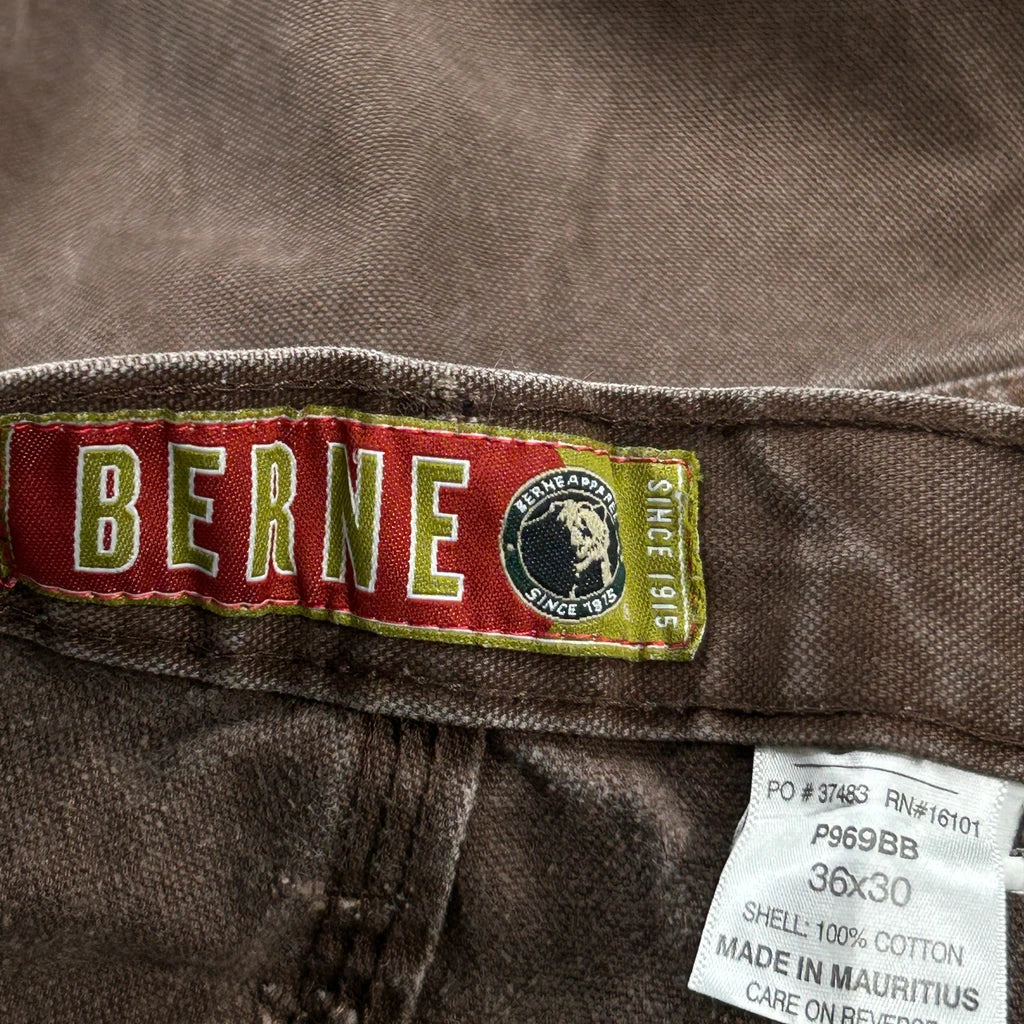 BERNE
BERNE APPAREL
SINCE 1915
SINCE 1915
PO # 37483 RN#16101
P969BB
36x30
SHELL: 100% COTTON
MADE IN MAURITIUS
CARE ON REVERSE